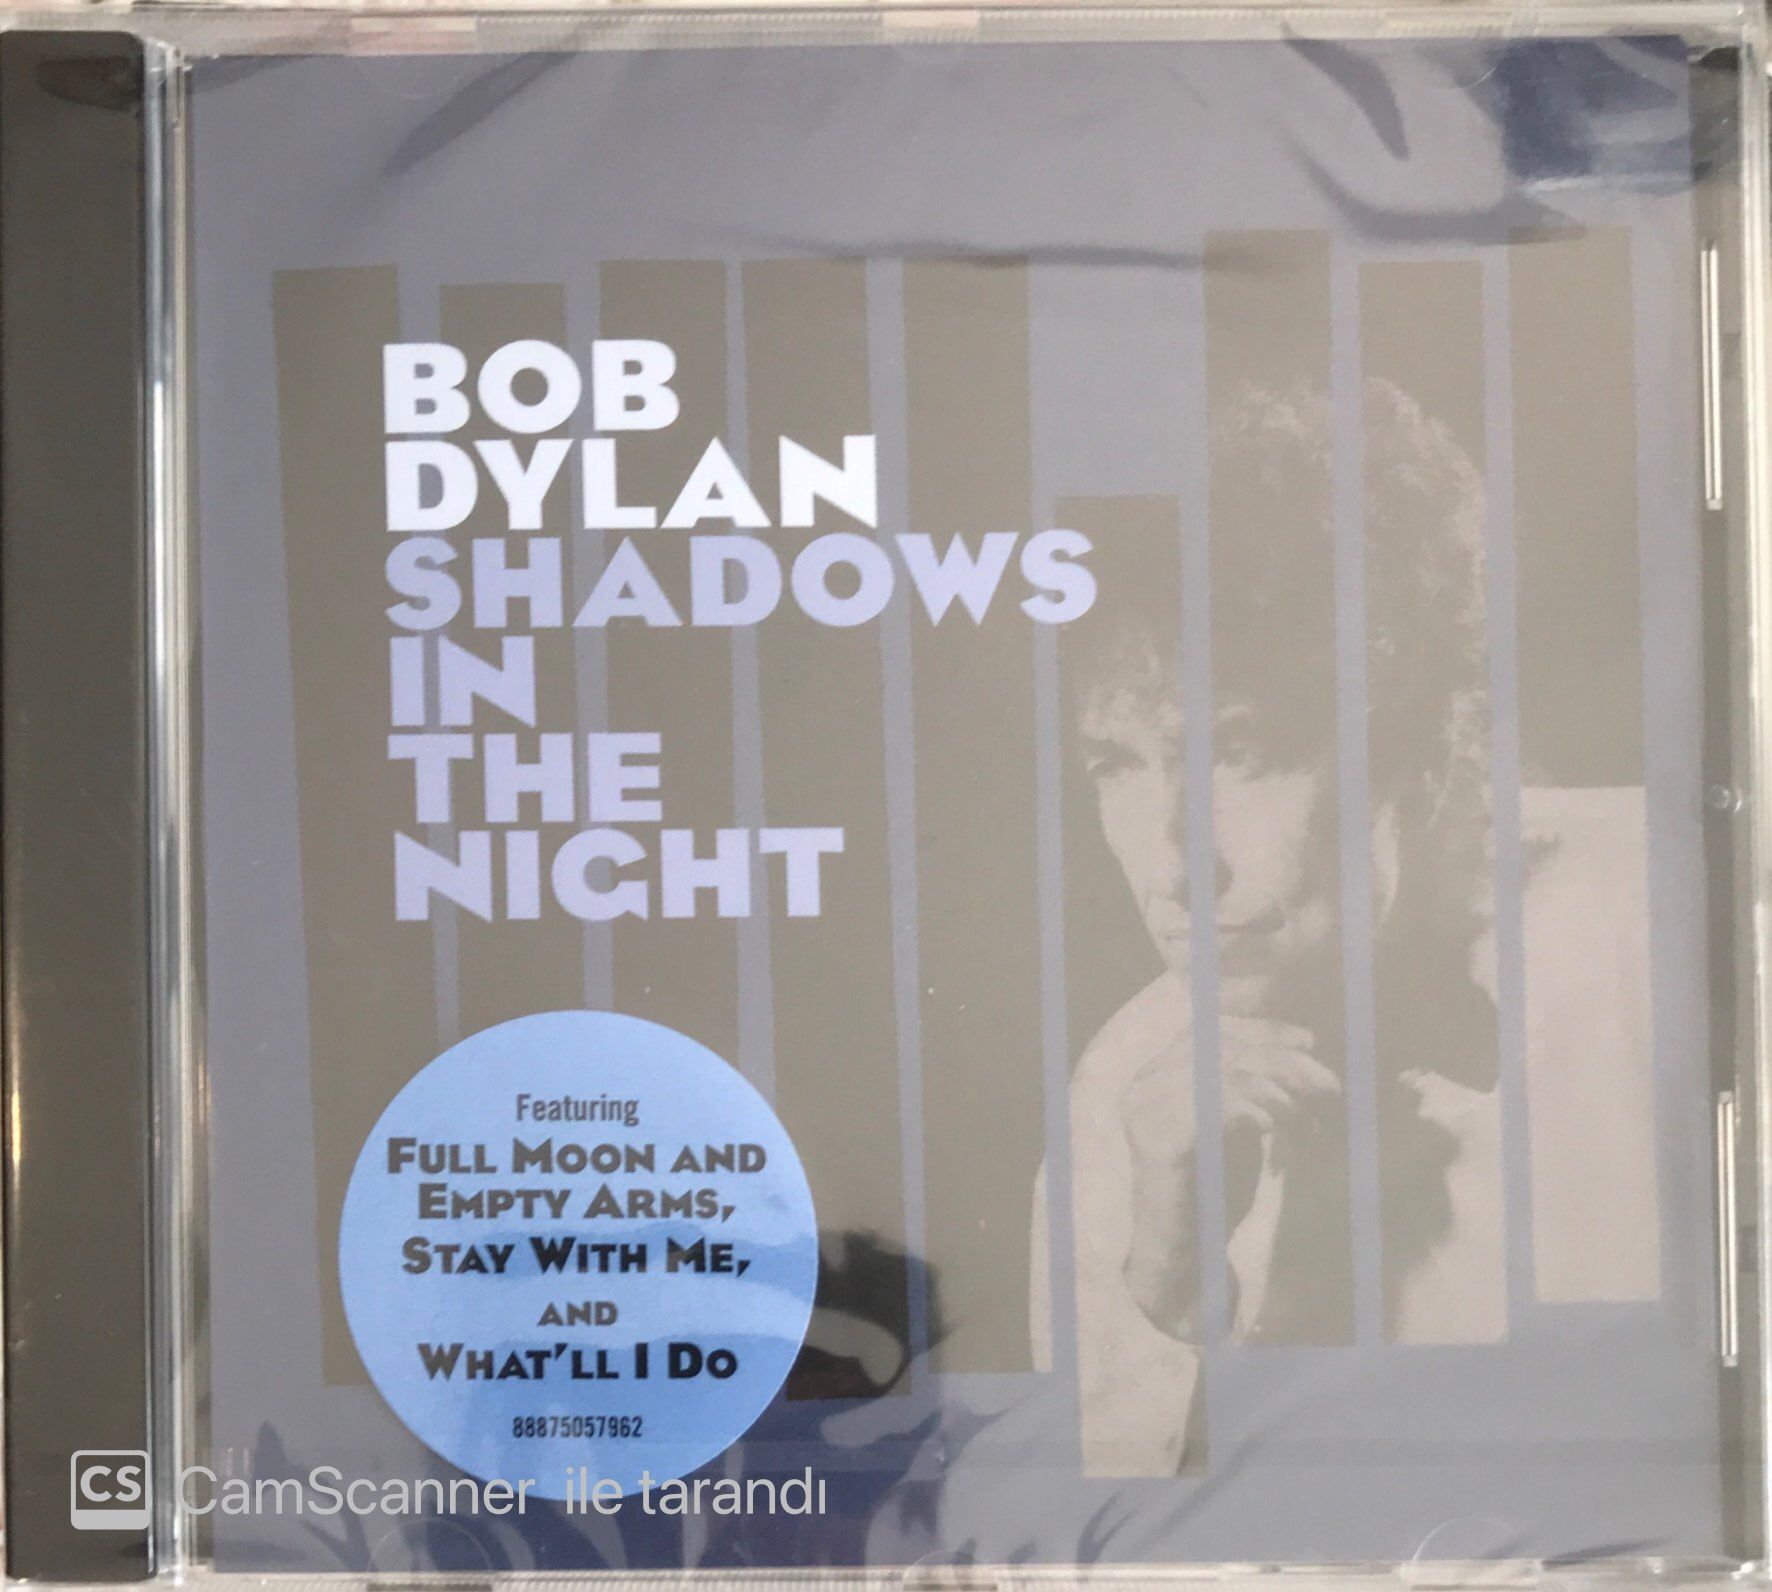 BOB
DYLAN
SHADOWS
IN
THE
NIGHT
Featuring
FULL MOON AND
EMPTY ARMS,
STAY WITH ME,
AND
WHAT'LL I DO
88875057962
CS CamScanner ile tarandı